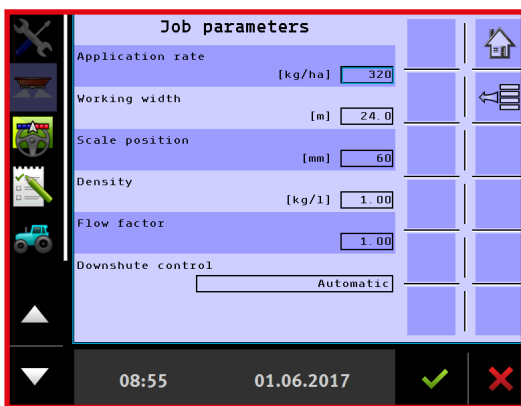 Job parameters
Application rate
[kg/ha] 320
Working width
[m] 24.0
Scale position
[mm] 60
Density
[kg/l] 1.00
Flow factor
1.00
Downshute control
Automatic
08:55 01.06.2017